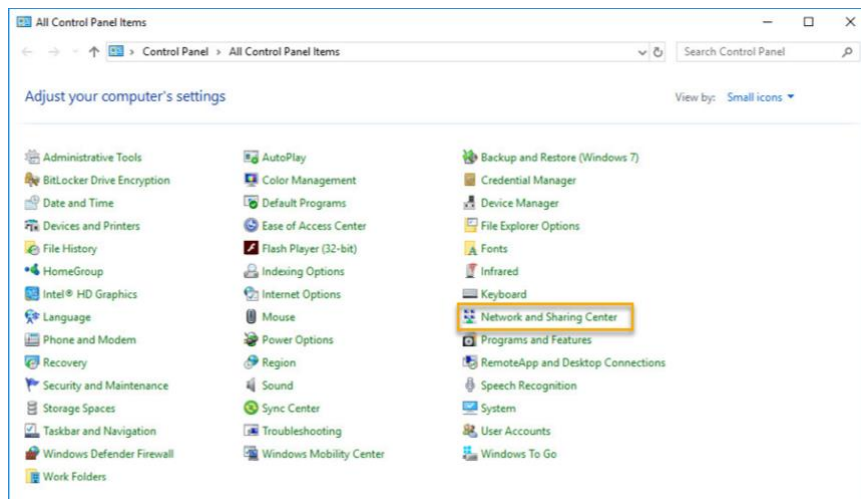 All Control Panel Items
Control Panel > All Control Panel Items
Search Control Panel
Adjust your computer's settings
View by: Small icons
Administrative Tools
AutoPlay
Backup and Restore (Windows 7)
BitLocker Drive Encryption
Color Management
Credential Manager
Date and Time
Default Programs
Device Manager
Devices and Printers
Ease of Access Center
File Explorer Options
File History
Flash Player (32-bit)
Fonts
HomeGroup
Indexing Options
Infrared
Intel® HD Graphics
Internet Options
Keyboard
Language
Mouse
Network and Sharing Center
Phone and Modem
Power Options
Programs and Features
Recovery
Region
RemoteApp and Desktop Connections
Security and Maintenance
Sound
Speech Recognition
Storage Spaces
Sync Center
System
Taskbar and Navigation
Troubleshooting
User Accounts
Windows Defender Firewall
Windows Mobility Center
Windows To Go
Work Folders